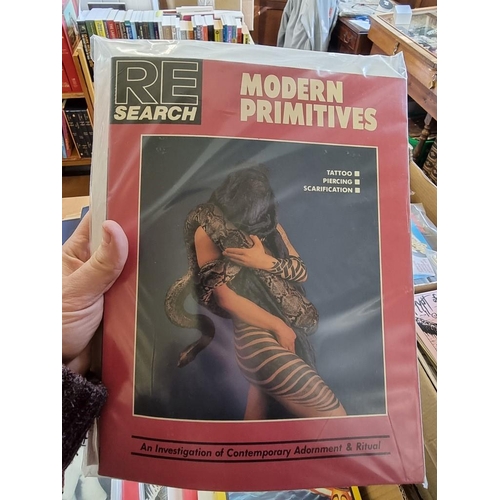 RE
SEARCH
MODERN
PRIMITIVES
TATTOO
PIERCING
SCARIFICATION
An Investigation of Contemporary Adornment & Ritual